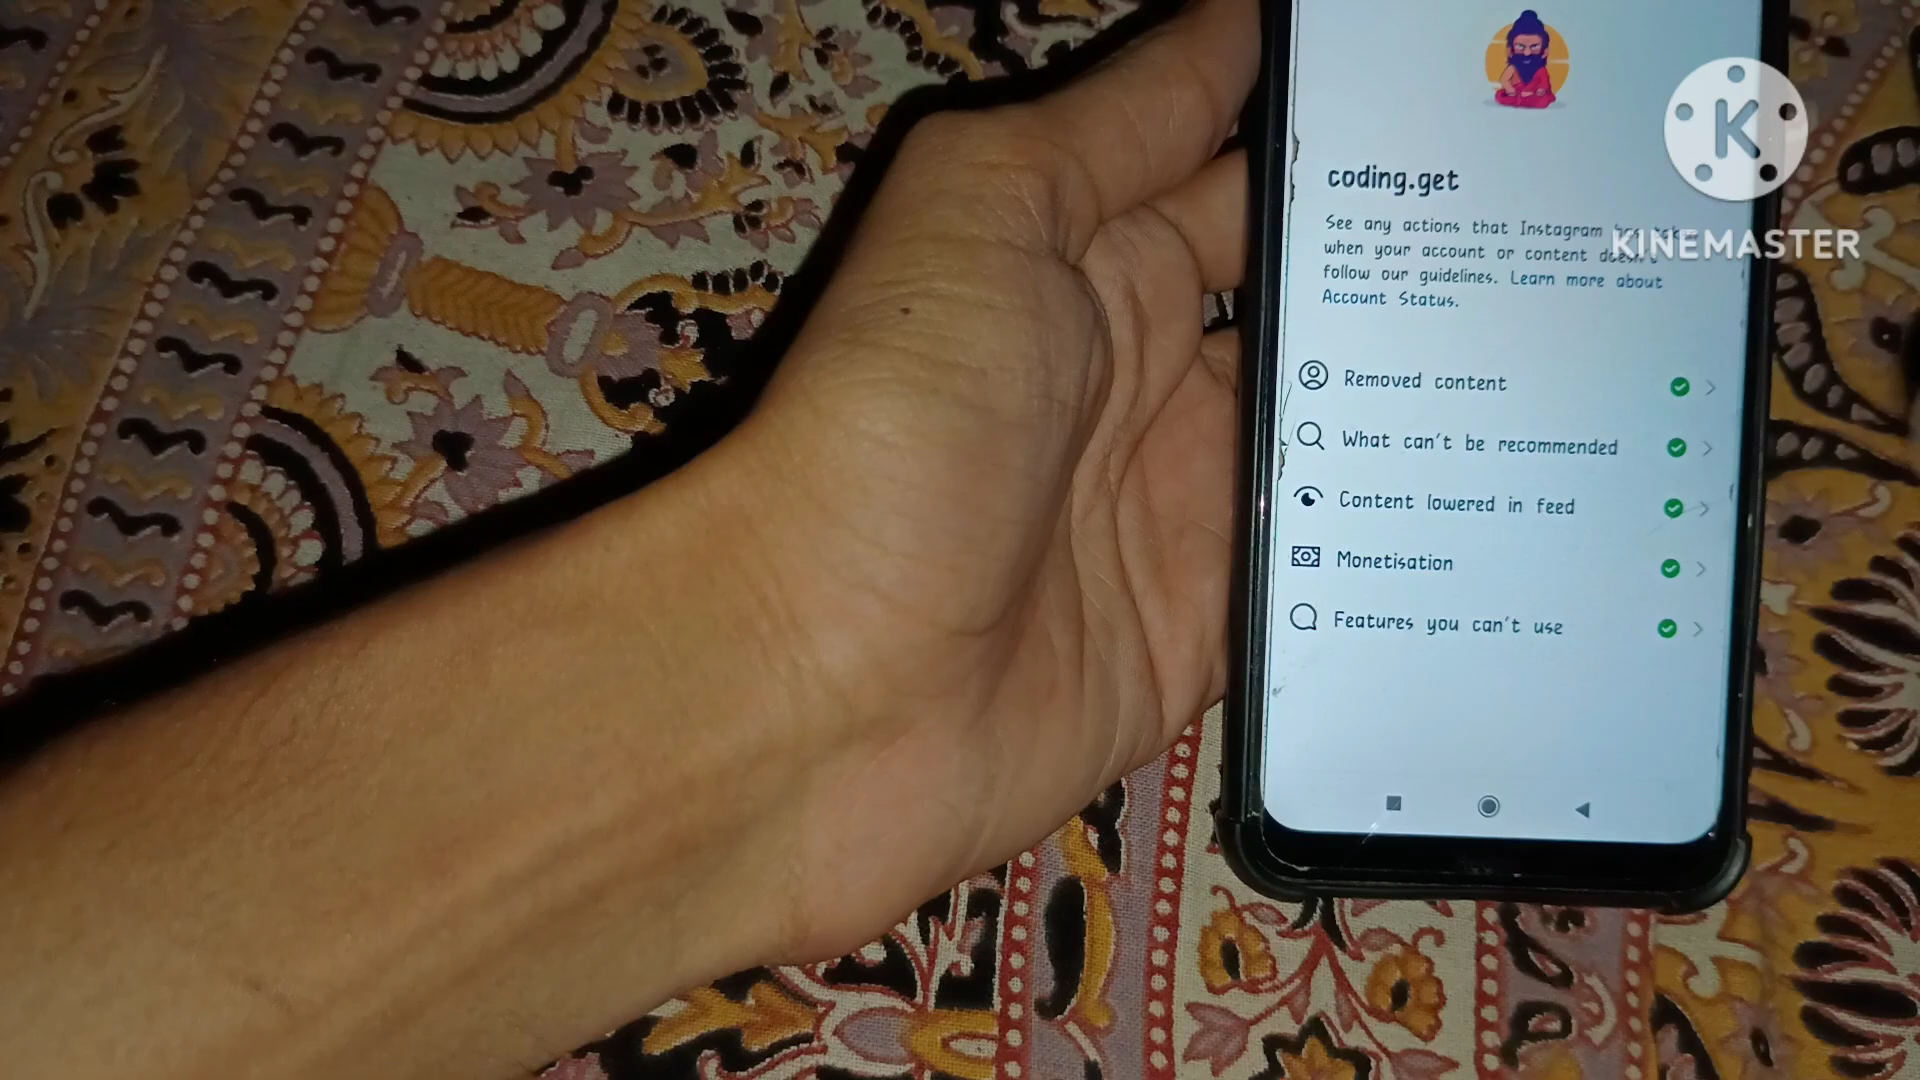 coding.get
See any actions that Instagram
when your account or content doesn't
follow our guidelines. Learn more about
Account Status.
Removed content
What can't be recommended
Content lowered in feed
Monetisation
Features you can't use
K
KINEMASTER